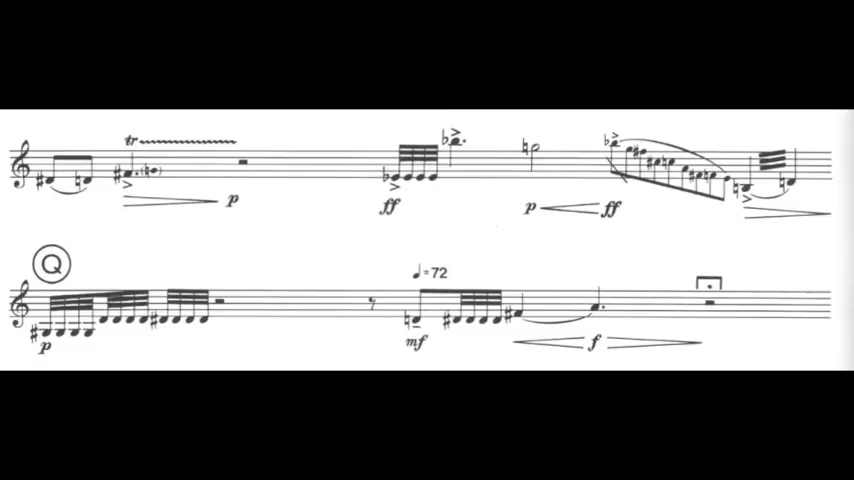 tr
p ff p ff
Q
♩ = 72
p mf f